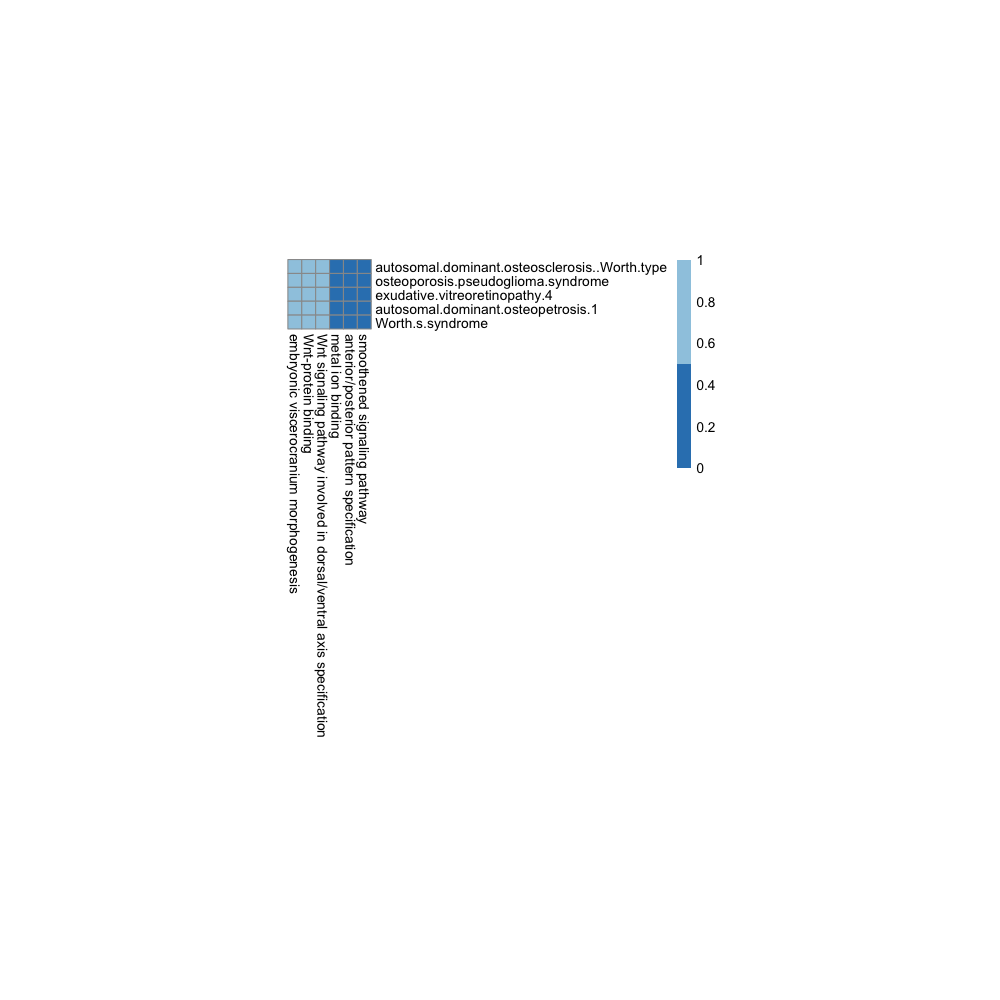 autosomal.dominant.osteosclerosis..Worth.type
osteoporosis.pseudoglioma.syndrome
exudative.vitreoretinopathy.4
autosomal.dominant.osteopetrosis.1
Worth.s.syndrome
embryonic viscerocranium morphogenesis
Wnt-protein binding
Wnt signaling pathway involved in dorsal/ventral axis specification
metal ion binding
anterior/posterior pattern specification
smoothened signaling pathway
1
0.8
0.6
0.4
0.2
0